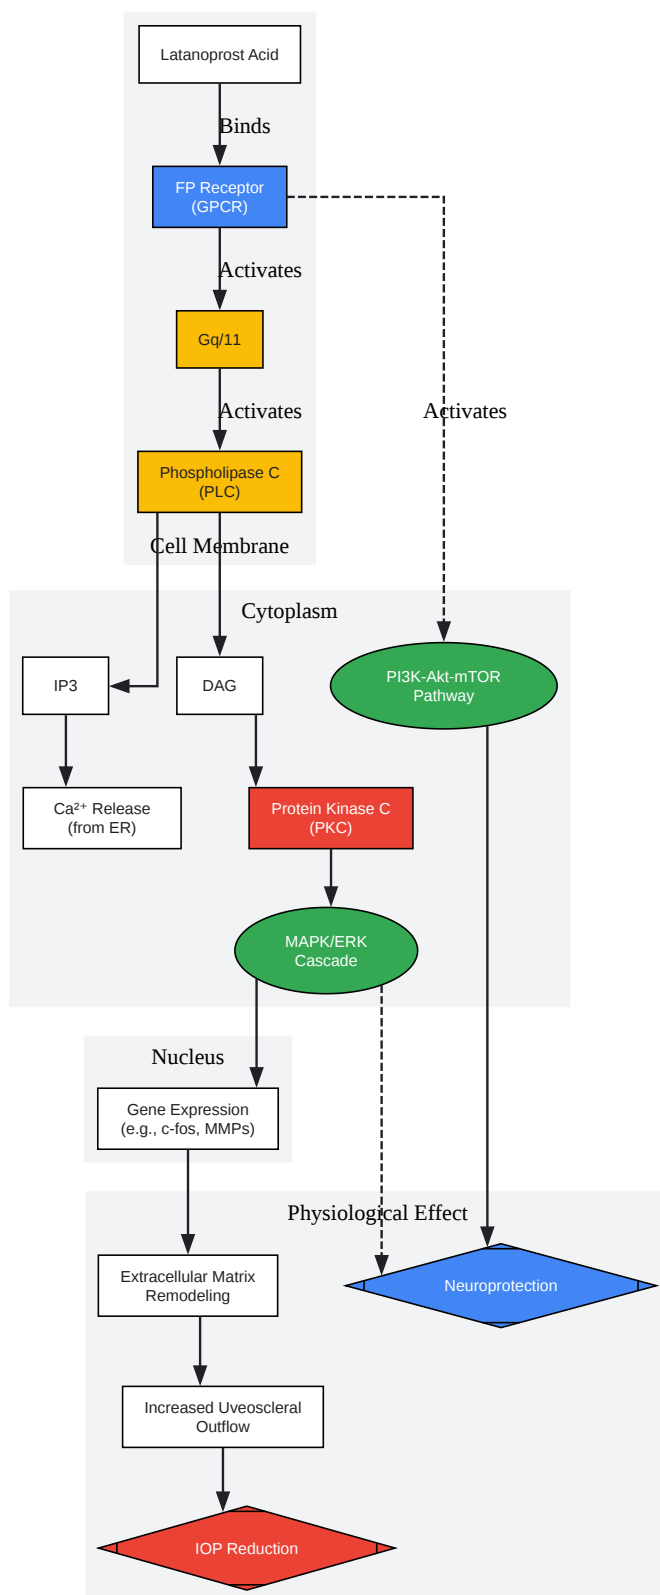 Latanoprost Acid
Binds
FP Receptor
(GPCR)
Activates
Gq/11
Activates
Activates
Phospholipase C
(PLC)
Cell Membrane
Cytoplasm
IP3
DAG
PI3K-Akt-mTOR
Pathway
Ca²⁺ Release
(from ER)
Protein Kinase C
(PKC)
MAPK/ERK
Cascade
Nucleus
Gene Expression
(e.g., c-fos, MMPs)
Physiological Effect
Extracellular Matrix
Remodeling
Neuroprotection
Increased Uveoscleral
Outflow
IOP Reduction